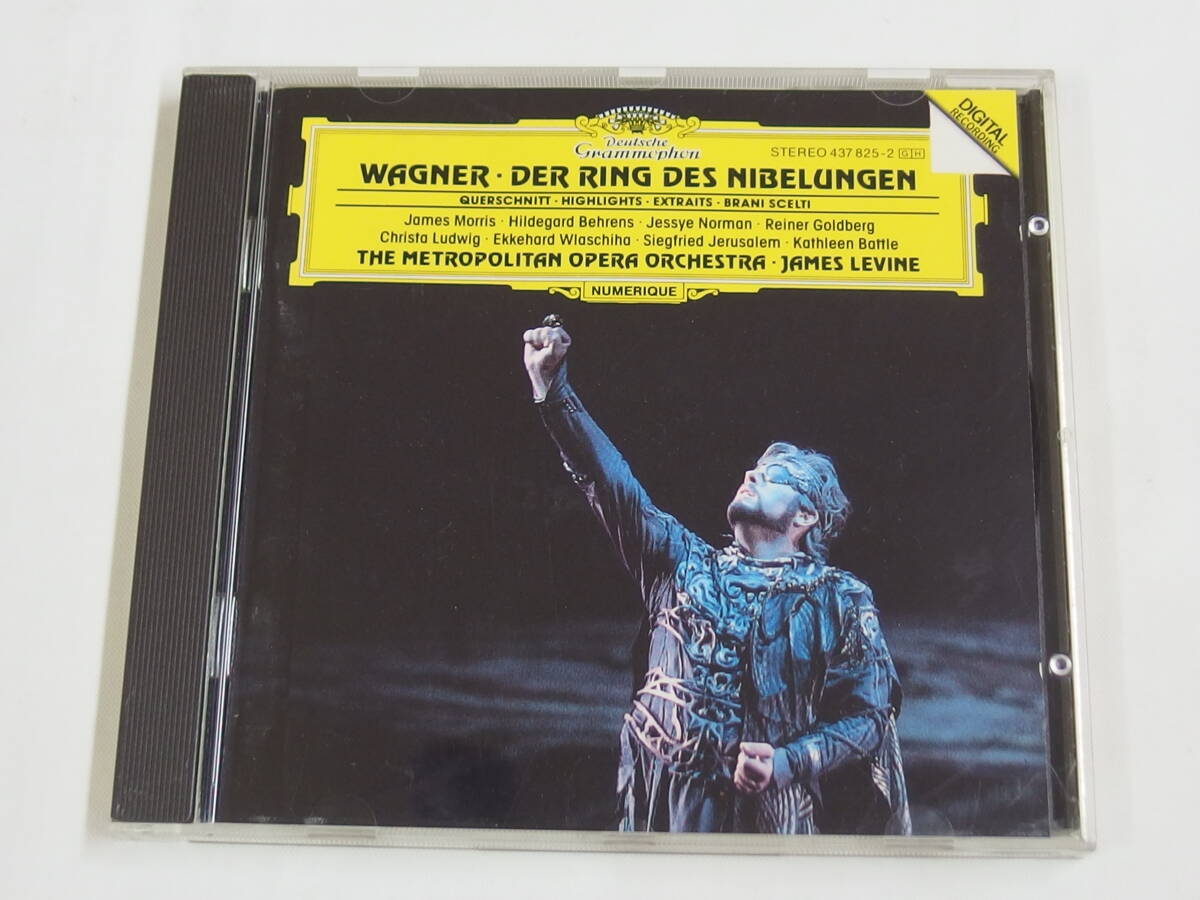 Deutsche
Grammophon
STEREO 437 825-2 GH
DIGITAL
RECORDING
WAGNER · DER RING DES NIBELUNGEN
QUERSCHNITT · HIGHLIGHTS · EXTRAITS · BRANI SCELTI
James Morris · Hildegard Behrens · Jessye Norman · Reiner Goldberg
Christa Ludwig · Ekkehard Wlaschiha · Siegfried Jerusalem · Kathleen Battle
THE METROPOLITAN OPERA ORCHESTRA · JAMES LEVINE
NUMERIQUE